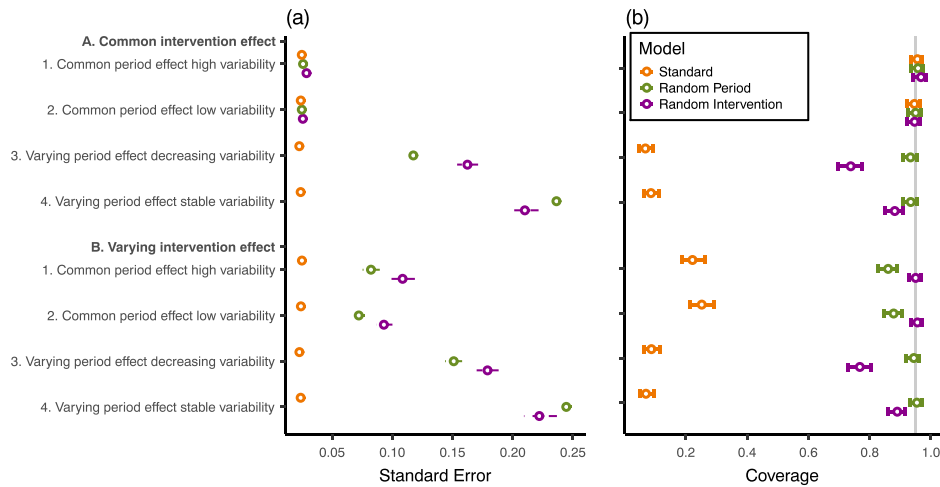 (a)
(b)
A. Common intervention effect
1. Common period effect high variability
2. Common period effect low variability
3. Varying period effect decreasing variability
4. Varying period effect stable variability
B. Varying intervention effect
1. Common period effect high variability
2. Common period effect low variability
3. Varying period effect decreasing variability
4. Varying period effect stable variability
0.05 0.10 0.15 0.20 0.25
Standard Error
Model
Standard
Random Period
Random Intervention
0.2 0.4 0.6 0.8 1.0
Coverage